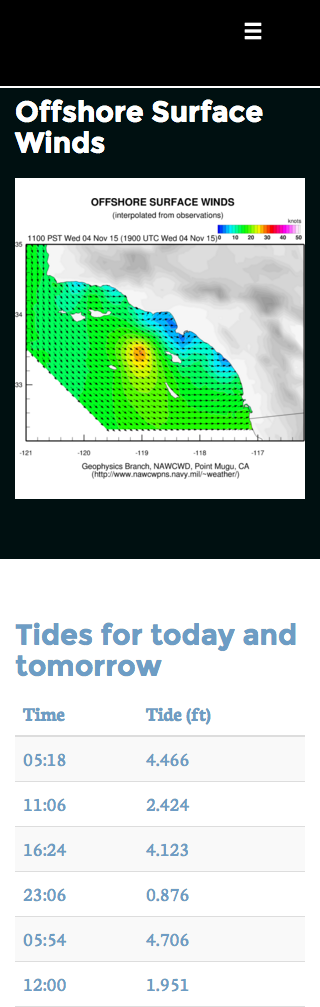 Offshore Surface
Winds
OFFSHORE SURFACE WINDS
(interpolated from observations)
knots
1100 PST Wed 04 Nov 15 (1900 UTC Wed 04 Nov 15)
0 10 20 30 40 50
35
34
33
-121 -120 -119 -118 -117
Geophysics Branch, NAWCWD, Point Mugu, CA
(http://www.nawcwpns.navy.mil/~weather/)
Tides for today and
tomorrow
Time Tide (ft)
05:18 4.466
11:06 2.424
16:24 4.123
23:06 0.876
05:54 4.706
12:00 1.951